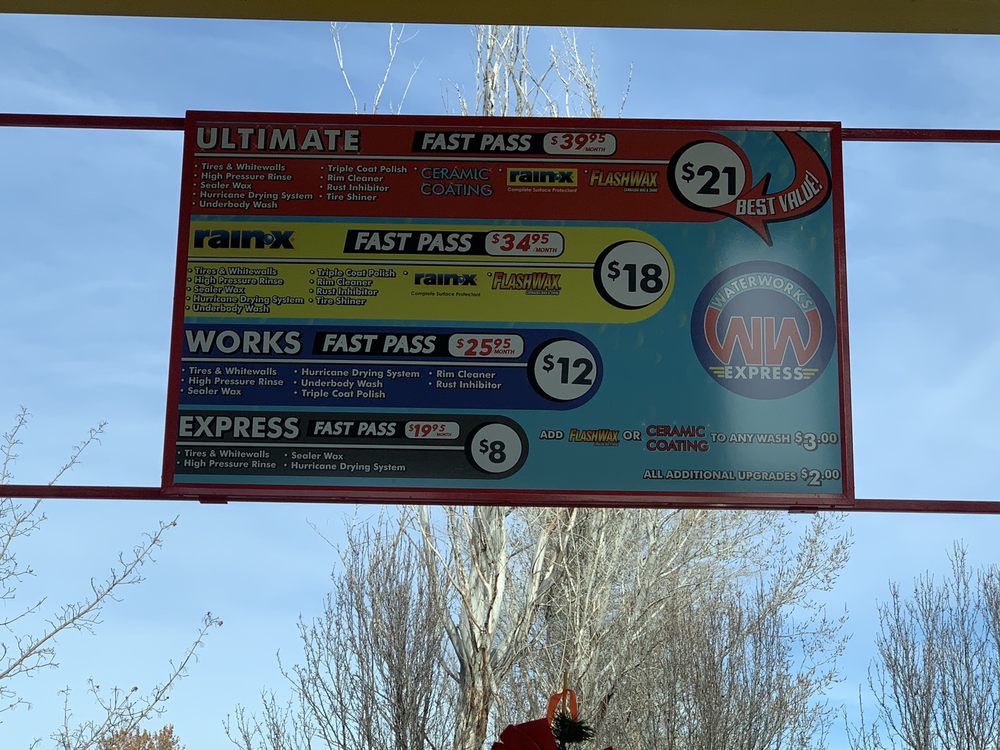 ULTIMATE FAST PASS $39.95 /MONTH
• Tires & Whitewalls
• High Pressure Rinse
• Sealer Wax
• Hurricane Drying System
• Underbody Wash
• Triple Coat Polish
• Rim Cleaner
• Rust Inhibitor
• Tire Shiner
• CERAMIC
COATING
• rain-x
Complete Surface Protectant
• FLASHWAX
$21
BEST VALUE!
rain-x FAST PASS $34.95 /MONTH
• Tires & Whitewalls
• High Pressure Rinse
• Sealer Wax
• Hurricane Drying System
• Underbody Wash
• Triple Coat Polish
• Rim Cleaner
• Rust Inhibitor
• Tire Shiner
• rain-x
Complete Surface Protectant
• FLASHWAX
$18
WORKS FAST PASS $25.95 /MONTH
• Tires & Whitewalls
• High Pressure Rinse
• Sealer Wax
• Hurricane Drying System
• Underbody Wash
• Triple Coat Polish
• Rim Cleaner
• Rust Inhibitor
$12
WATERWORKS
WW
EXPRESS
EXPRESS FAST PASS $19.95 /MONTH
• Tires & Whitewalls
• High Pressure Rinse
• Sealer Wax
• Hurricane Drying System
$8
ADD FLASHWAX OR CERAMIC COATING TO ANY WASH $3.00
ALL ADDITIONAL UPGRADES $2.00